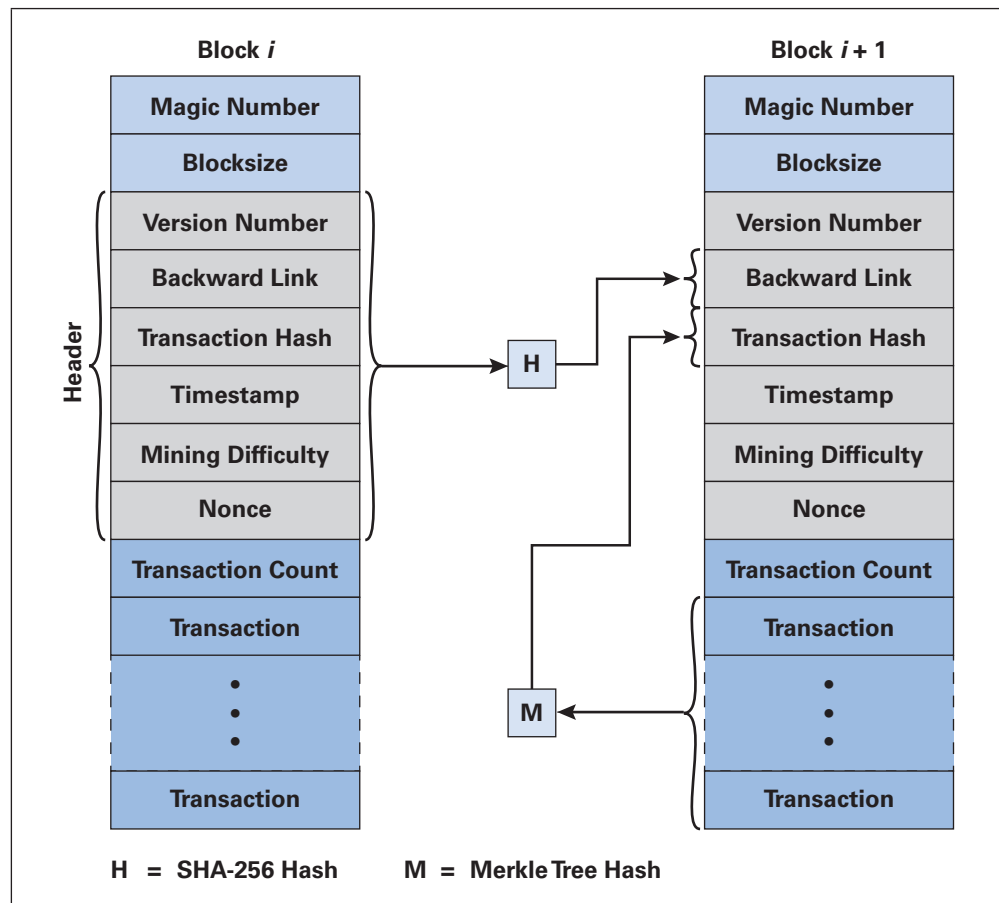 Block i
Magic Number
Blocksize
Version Number
Backward Link
Transaction Hash
Timestamp
Mining Difficulty
Nonce
Transaction Count
Transaction
Transaction
Header
H
M
Block i + 1
Magic Number
Blocksize
Version Number
Backward Link
Transaction Hash
Timestamp
Mining Difficulty
Nonce
Transaction Count
Transaction
Transaction
H = SHA-256 Hash
M = Merkle Tree Hash